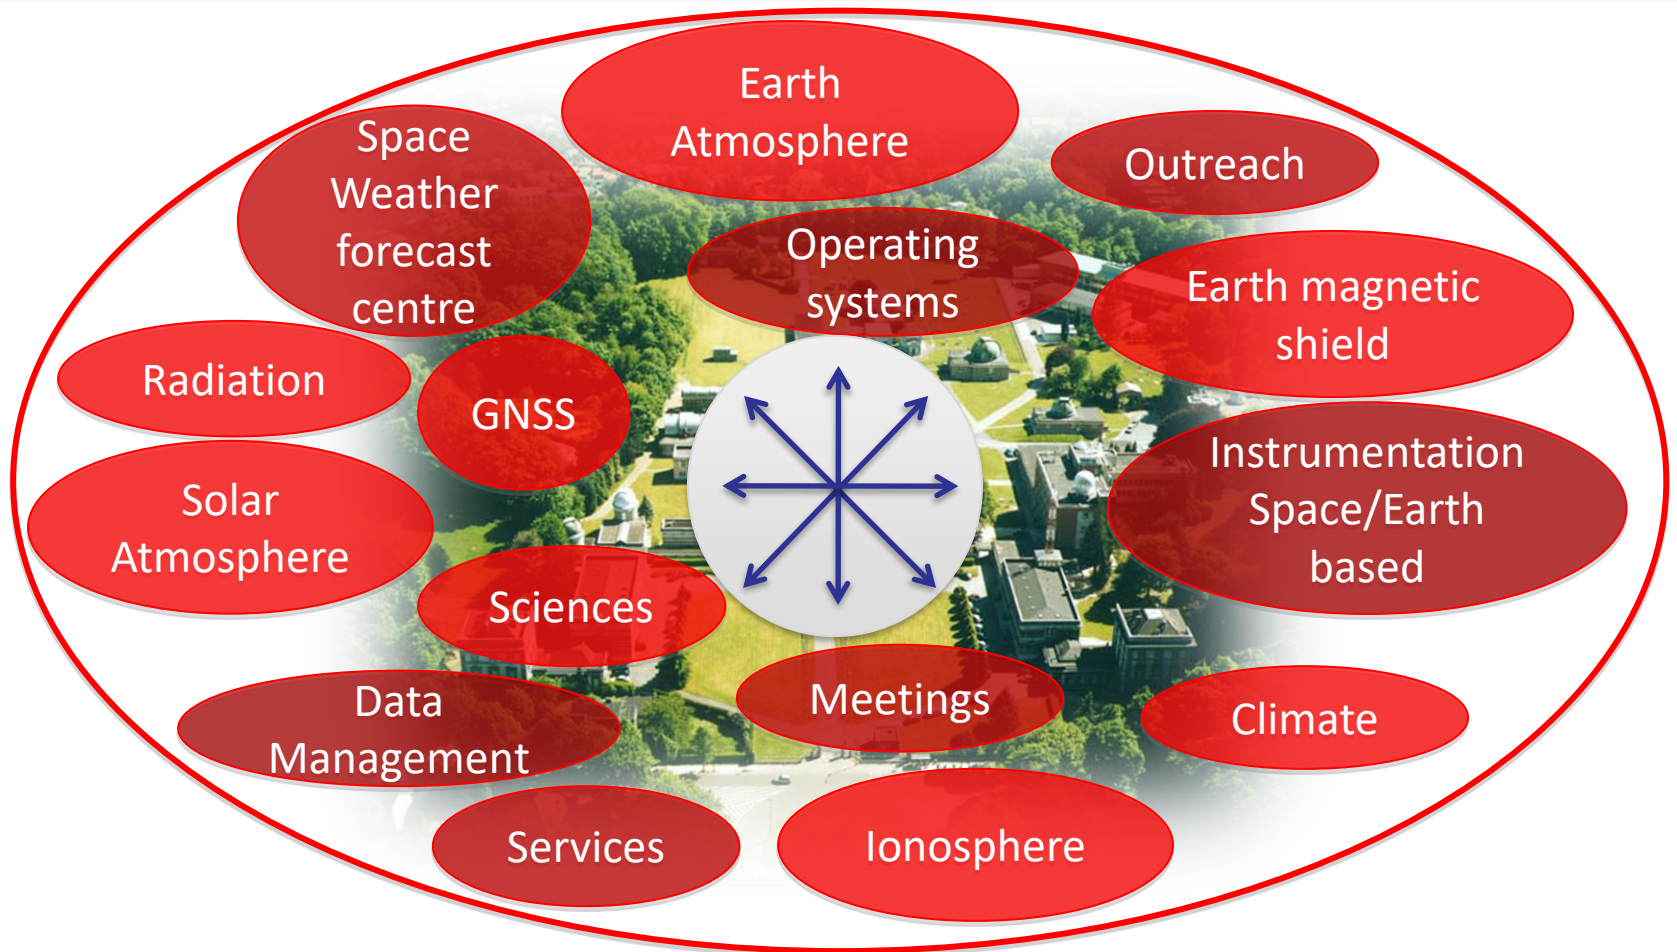 Earth
Atmosphere
Space
Weather
forecast
centre
Outreach
Operating
systems
Earth magnetic
shield
Radiation
GNSS
Instrumentation
Space/Earth
based
Solar
Atmosphere
Sciences
Data
Management
Meetings
Climate
Services
Ionosphere